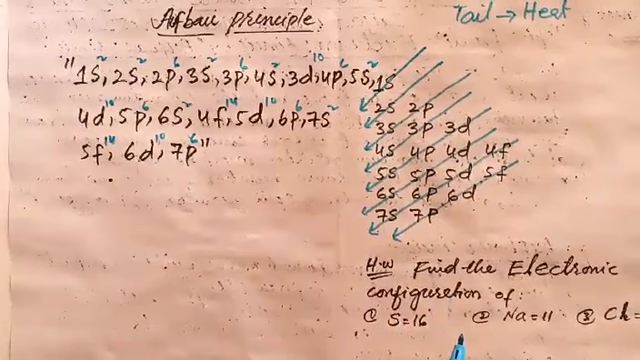 Aufbau principle.
Tail → Heat
"1s², 2s², 2p⁶, 3s², 3p⁶, 4s², 3d¹⁰, 4p⁶, 5s²,
4d¹⁰, 5p⁶, 6s², 4f¹⁴, 5d¹⁰, 6p⁶, 7s²
5f¹⁴, 6d¹⁰, 7p⁶"
1s
2s 2p
3s 3p 3d
4s 4p 4d 4f
5s 5p 5d 5f
6s 6p 6d
7s 7p
H.W Find the Electronic
configuration of:
① S=16 ② Na=11 ③